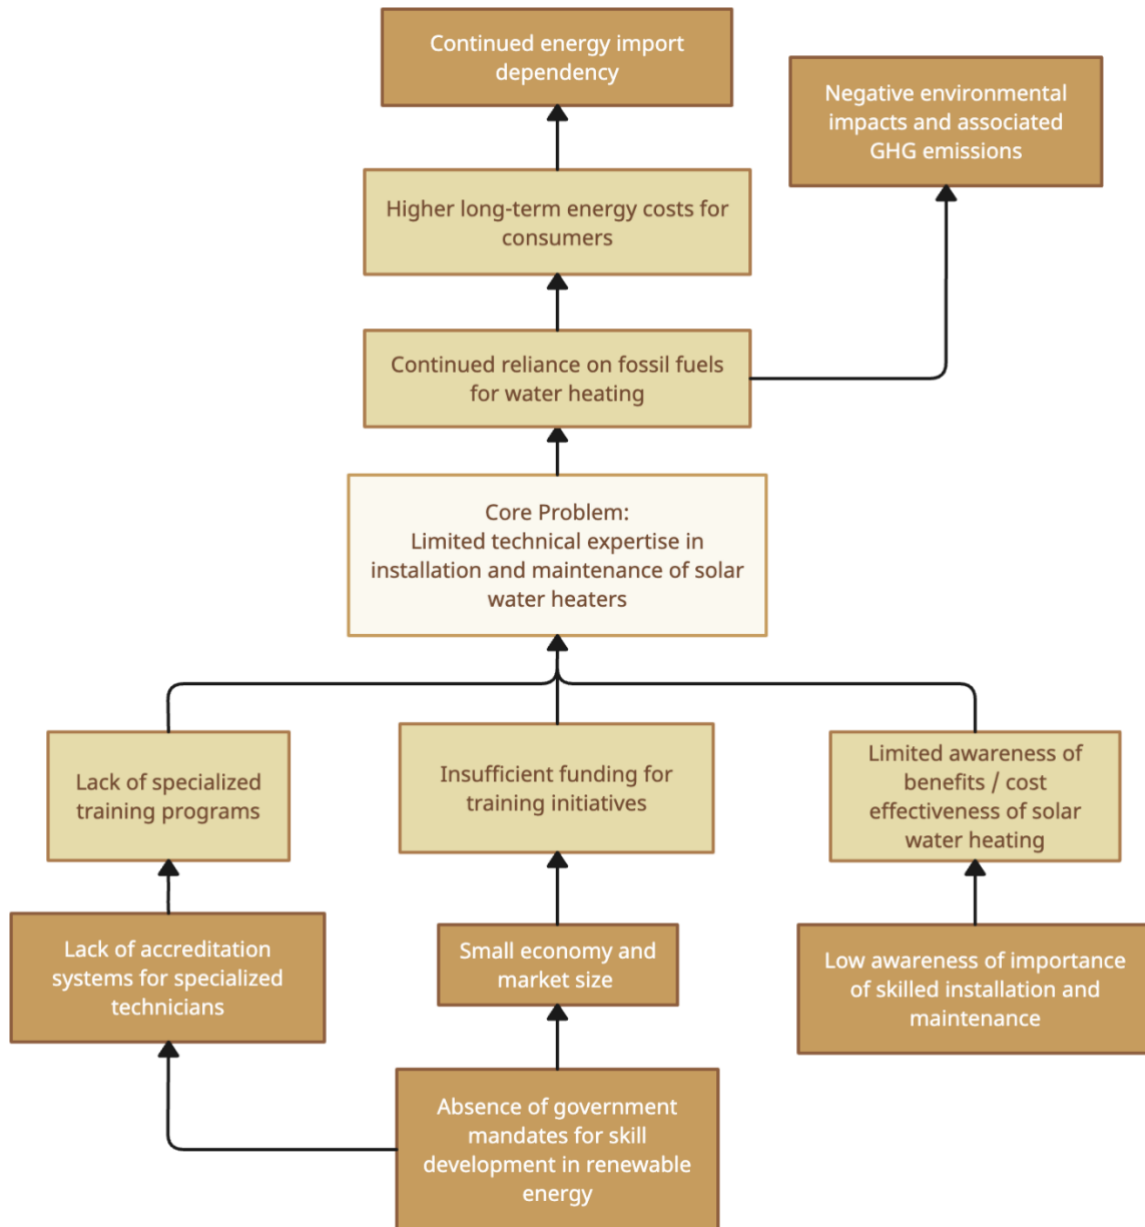 Continued energy import
dependency
Negative environmental
impacts and associated
GHG emissions
Higher long-term energy costs for
consumers
Continued reliance on fossil fuels
for water heating
Core Problem:
Limited technical expertise in
installation and maintenance of solar
water heaters
Lack of specialized
training programs
Insufficient funding for
training initiatives
Limited awareness of
benefits / cost
effectiveness of solar
water heating
Lack of accreditation
systems for specialized
technicians
Small economy and
market size
Low awareness of importance
of skilled installation and
maintenance
Absence of government
mandates for skill
development in renewable
energy